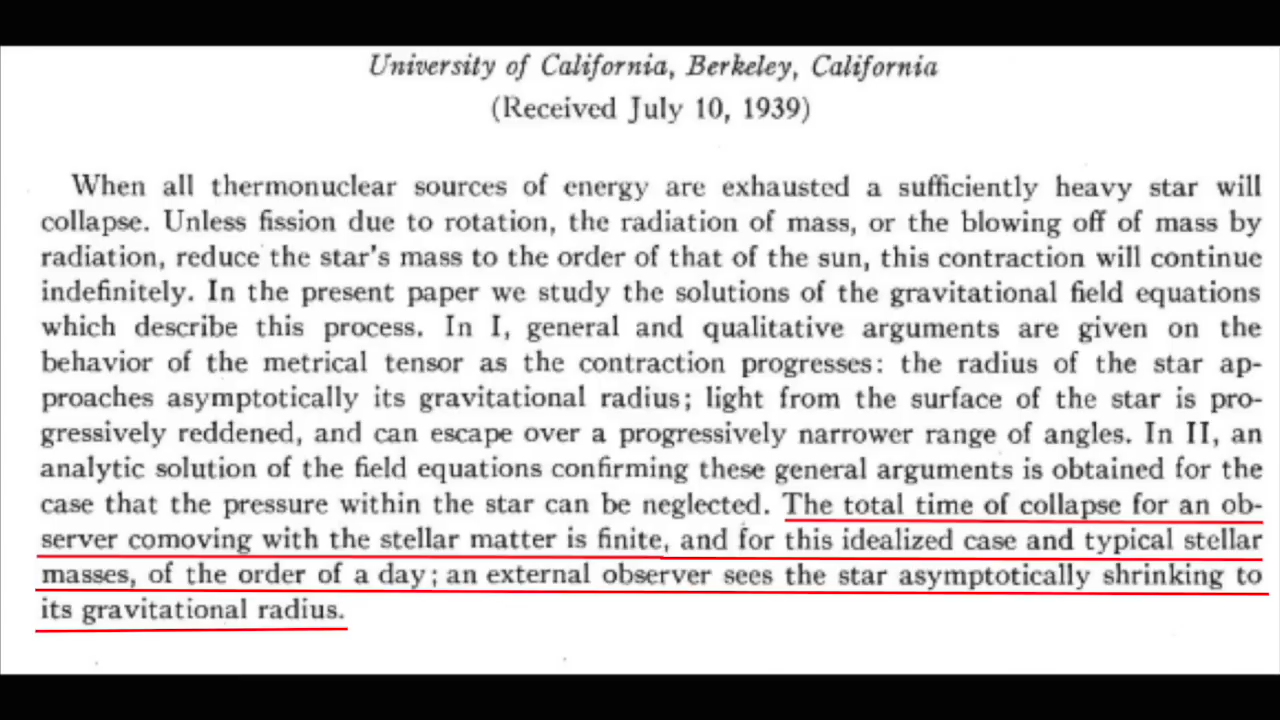 University of California, Berkeley, California
(Received July 10, 1939)
When all thermonuclear sources of energy are exhausted a sufficiently heavy star will
collapse. Unless fission due to rotation, the radiation of mass, or the blowing off of mass by
radiation, reduce the star's mass to the order of that of the sun, this contraction will continue
indefinitely. In the present paper we study the solutions of the gravitational field equations
which describe this process. In I, general and qualitative arguments are given on the
behavior of the metrical tensor as the contraction progresses: the radius of the star ap-
proaches asymptotically its gravitational radius; light from the surface of the star is pro-
gressively reddened, and can escape over a progressively narrower range of angles. In II, an
analytic solution of the field equations confirming these general arguments is obtained for the
case that the pressure within the star can be neglected. The total time of collapse for an ob-
server comoving with the stellar matter is finite, and for this idealized case and typical stellar
masses, of the order of a day; an external observer sees the star asymptotically shrinking to
its gravitational radius.